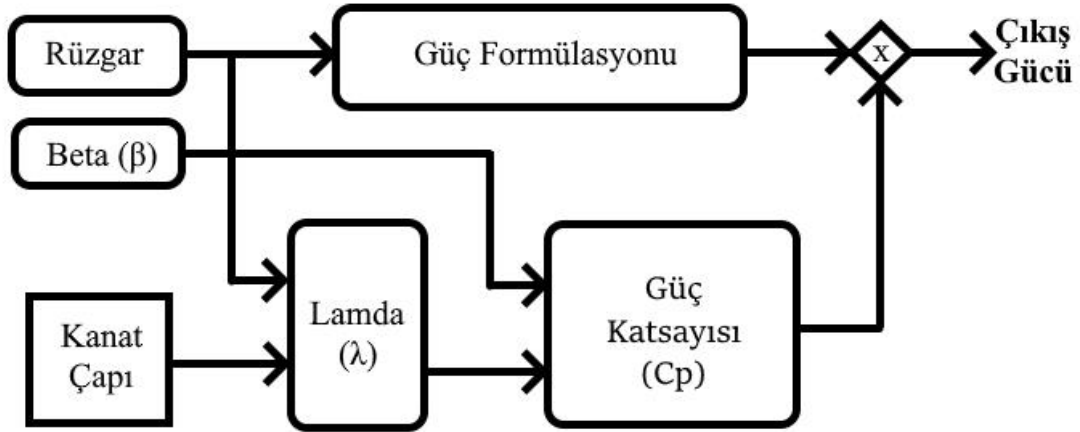 Rüzgar
Güç Formülasyonu
x
Çıkış
Gücü
Beta (β)
Lamda
(λ)
Güç
Katsayısı
(Cp)
Kanat
Çapı